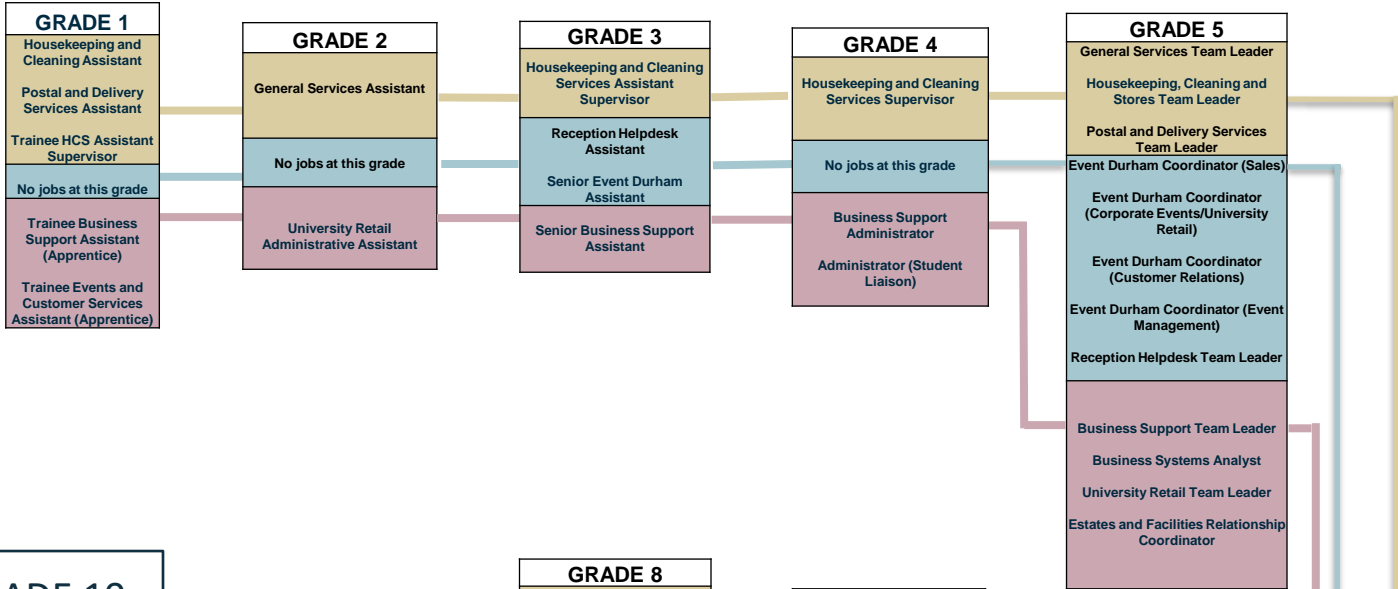 GRADE 1
Housekeeping and
Cleaning Assistant
Postal and Delivery
Services Assistant
Trainee HCS Assistant
Supervisor
No jobs at this grade
Trainee Business
Support Assistant
(Apprentice)
Trainee Events and
Customer Services
Assistant (Apprentice)
GRADE 2
General Services Assistant
No jobs at this grade
University Retail
Administrative Assistant
GRADE 3
Housekeeping and Cleaning
Services Assistant
Supervisor
Reception Helpdesk
Assistant
Senior Event Durham
Assistant
Senior Business Support
Assistant
GRADE 4
Housekeeping and Cleaning
Services Supervisor
No jobs at this grade
Business Support
Administrator
Administrator (Student
Liaison)
GRADE 5
General Services Team Leader
Housekeeping, Cleaning and
Stores Team Leader
Postal and Delivery Services
Team Leader
Event Durham Coordinator (Sales)
Event Durham Coordinator
(Corporate Events/University
Retail)
Event Durham Coordinator
(Customer Relations)
Event Durham Coordinator (Event
Management)
Reception Helpdesk Team Leader
Business Support Team Leader
Business Systems Analyst
University Retail Team Leader
Estates and Facilities Relationship
Coordinator
GRADE 8